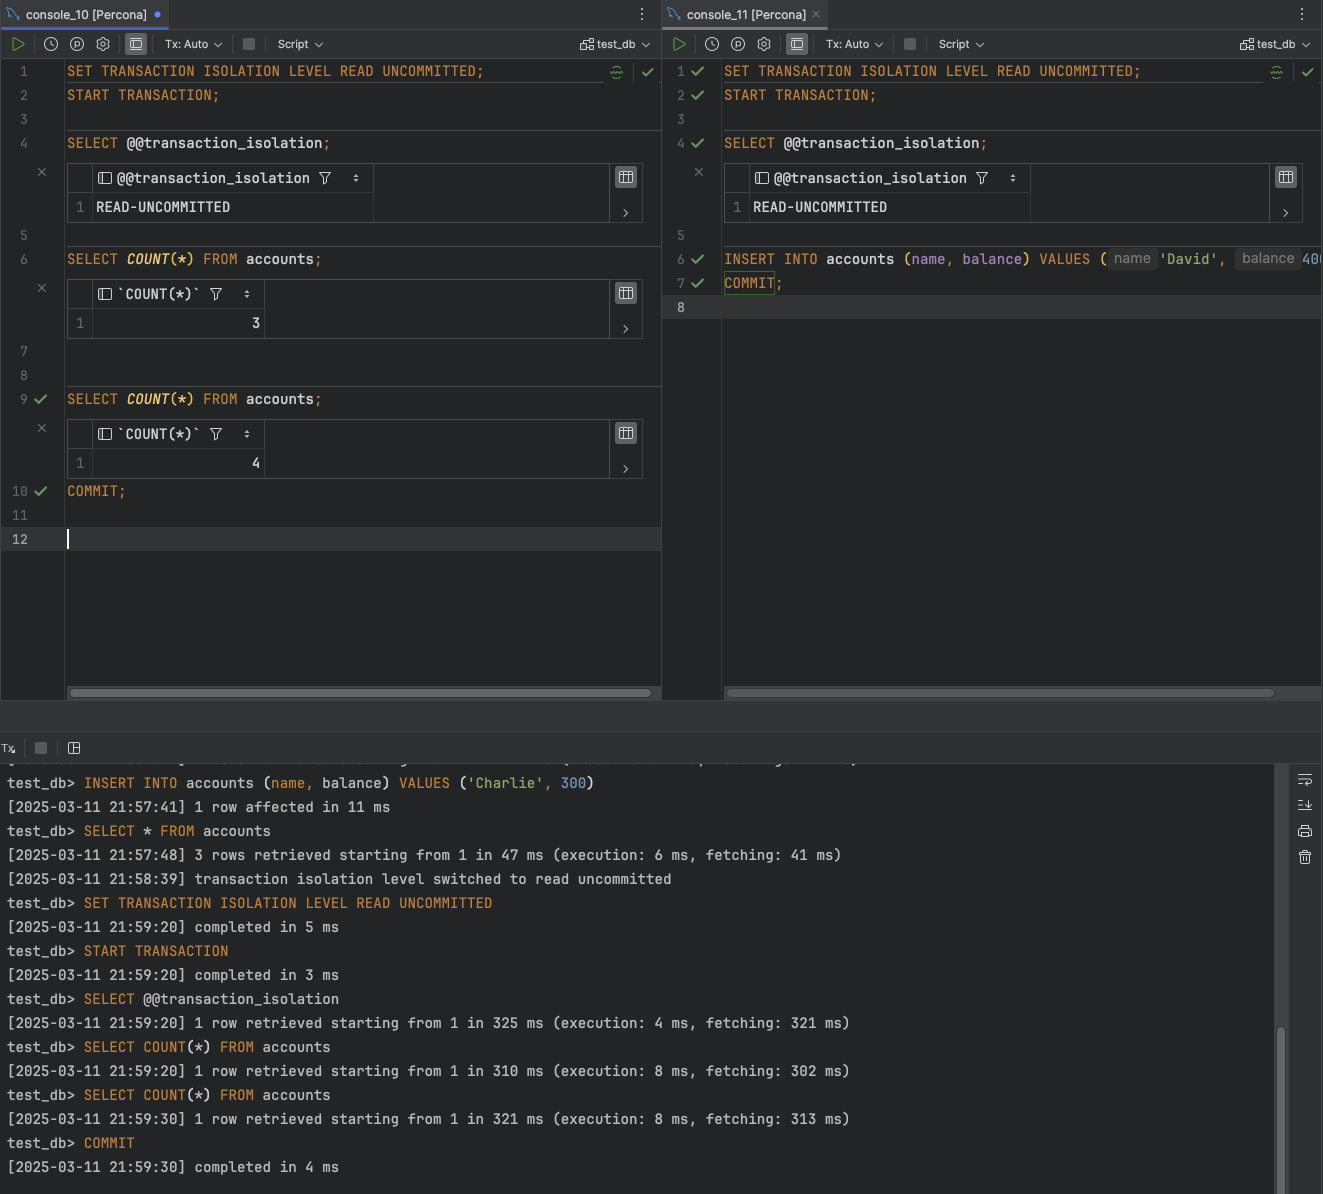 console_10 [Percona]
Tx: Auto
Script
test_db
1 SET TRANSACTION ISOLATION LEVEL READ UNCOMMITTED;
2 START TRANSACTION;
3
4 SELECT @@transaction_isolation;
@@transaction_isolation
1 READ-UNCOMMITTED
5
6 SELECT COUNT(*) FROM accounts;
`COUNT(*)`
1 3
7
8
9 SELECT COUNT(*) FROM accounts;
`COUNT(*)`
1 4
10 COMMIT;
11
12
console_11 [Percona]
Tx: Auto
Script
test_db
1 SET TRANSACTION ISOLATION LEVEL READ UNCOMMITTED;
2 START TRANSACTION;
3
4 SELECT @@transaction_isolation;
@@transaction_isolation
1 READ-UNCOMMITTED
5
6 INSERT INTO accounts (name, balance) VALUES ( name 'David', balance 40
7 COMMIT;
8
Tx
test_db> INSERT INTO accounts (name, balance) VALUES ('Charlie', 300)
[2025-03-11 21:57:41] 1 row affected in 11 ms
test_db> SELECT * FROM accounts
[2025-03-11 21:57:48] 3 rows retrieved starting from 1 in 47 ms (execution: 6 ms, fetching: 41 ms)
[2025-03-11 21:58:39] transaction isolation level switched to read uncommitted
test_db> SET TRANSACTION ISOLATION LEVEL READ UNCOMMITTED
[2025-03-11 21:59:20] completed in 5 ms
test_db> START TRANSACTION
[2025-03-11 21:59:20] completed in 3 ms
test_db> SELECT @@transaction_isolation
[2025-03-11 21:59:20] 1 row retrieved starting from 1 in 325 ms (execution: 4 ms, fetching: 321 ms)
test_db> SELECT COUNT(*) FROM accounts
[2025-03-11 21:59:20] 1 row retrieved starting from 1 in 310 ms (execution: 8 ms, fetching: 302 ms)
test_db> SELECT COUNT(*) FROM accounts
[2025-03-11 21:59:30] 1 row retrieved starting from 1 in 321 ms (execution: 8 ms, fetching: 313 ms)
test_db> COMMIT
[2025-03-11 21:59:30] completed in 4 ms